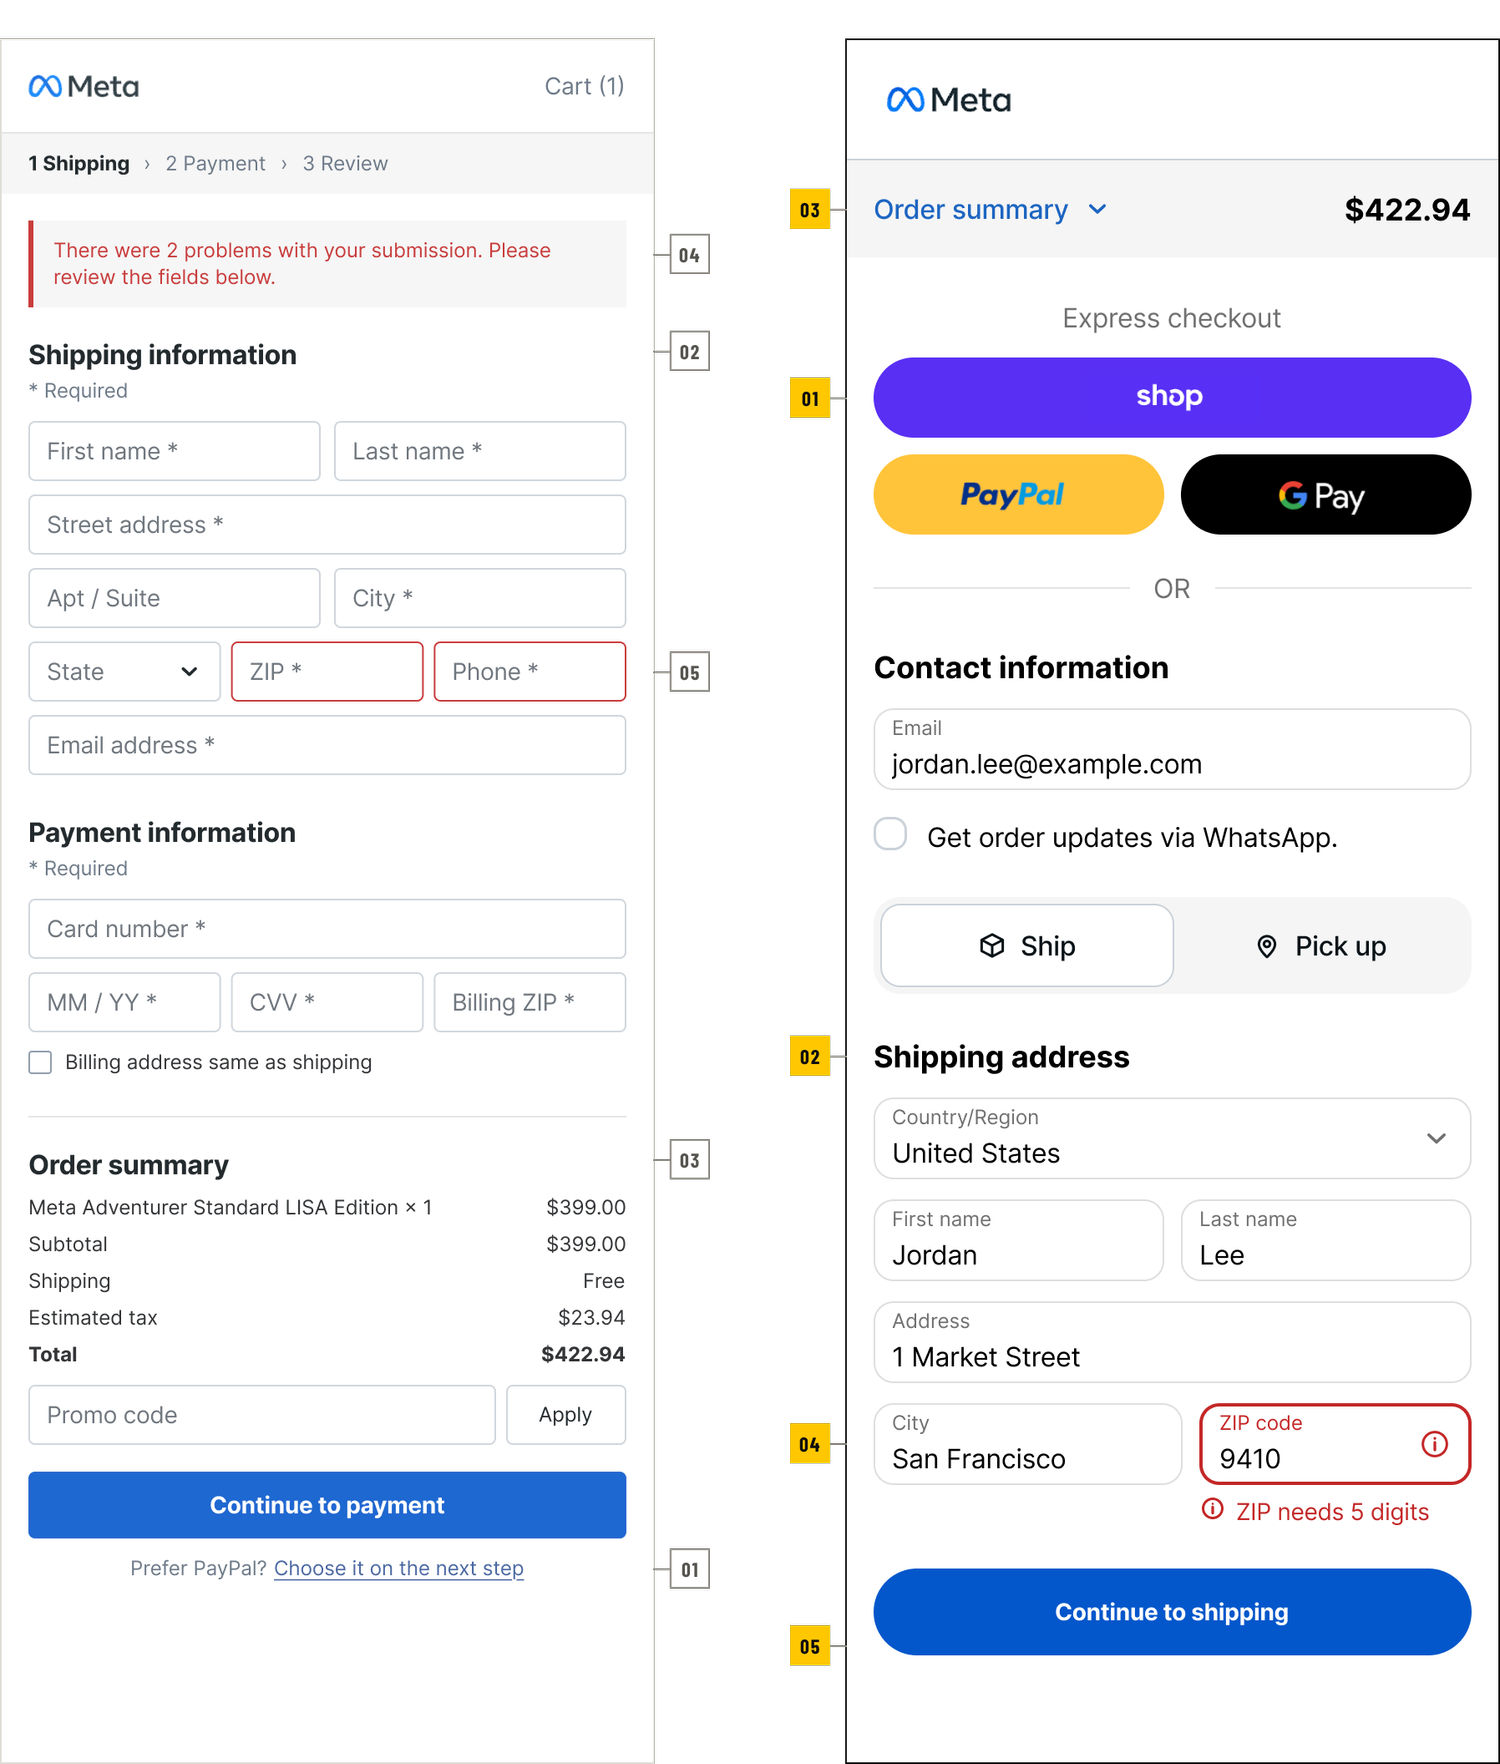 Meta
Cart (1)
1 Shipping › 2 Payment › 3 Review
There were 2 problems with your submission. Please
review the fields below.
04
Shipping information
02
* Required
First name *
Last name *
Street address *
Apt / Suite
City *
State
ZIP *
Phone *
05
Email address *
Payment information
* Required
Card number *
MM / YY *
CVV *
Billing ZIP *
Billing address same as shipping
Order summary
03
Meta Adventurer Standard LISA Edition × 1 $399.00
Subtotal $399.00
Shipping Free
Estimated tax $23.94
Total $422.94
Promo code
Apply
Continue to payment
Prefer PayPal? Choose it on the next step
01
Meta
03
Order summary
$422.94
Express checkout
01
shop
PayPal
G Pay
OR
Contact information
Email
jordan.lee@example.com
Get order updates via WhatsApp.
Ship
Pick up
02
Shipping address
Country/Region
United States
First name
Jordan
Last name
Lee
Address
1 Market Street
04
City
San Francisco
ZIP code
9410
ZIP needs 5 digits
Continue to shipping
05